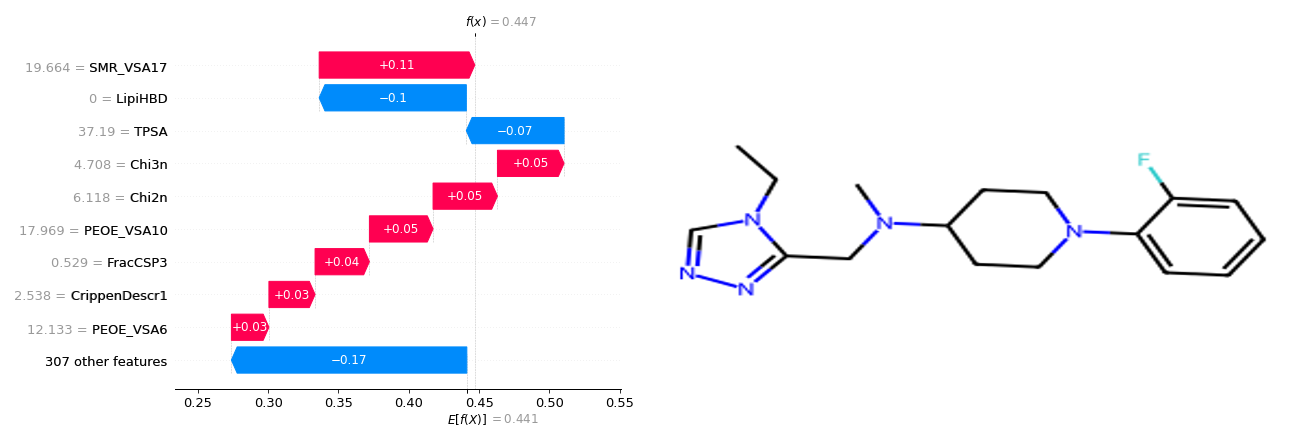 f(x) = 0.447
19.664 = SMR_VSA17
+0.11
0 = LipiHBD
−0.1
37.19 = TPSA
−0.07
4.708 = Chi3n
+0.05
6.118 = Chi2n
+0.05
17.969 = PEOE_VSA10
+0.05
0.529 = FracCSP3
+0.04
2.538 = CrippenDescr1
+0.03
12.133 = PEOE_VSA6
+0.03
307 other features
−0.17
0.25 0.30 0.35 0.40 0.45 0.50 0.55
E[f(X)] = 0.441
F
N
N
N
N
N